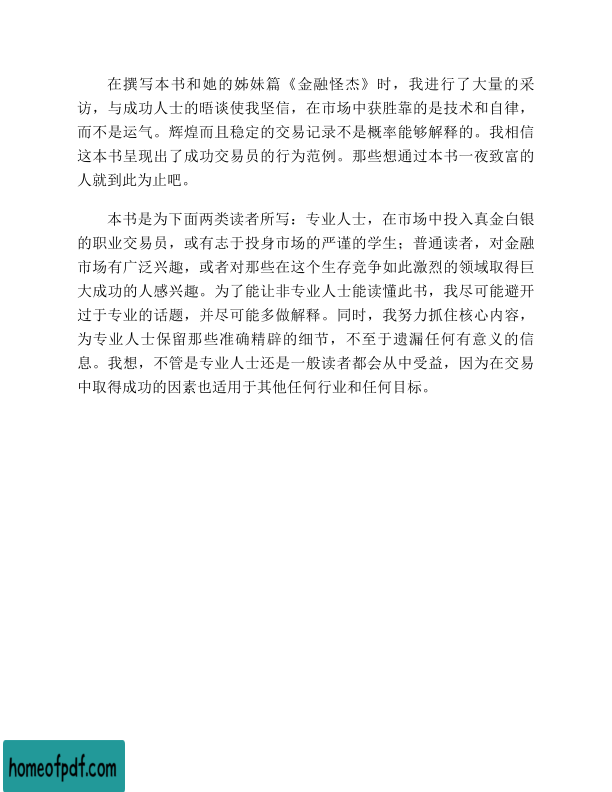 在撰写本书和她的姊妹篇《金融怪杰》时，我进行了大量的采
访，与成功人士的晤谈使我坚信，在市场中获胜靠的是技术和自律，
而不是运气。辉煌而且稳定的交易记录不是概率能够解释的。我相信
这本书呈现出了成功交易员的行为范例。那些想通过本书一夜致富的
人就到此为止吧。
本书是为下面两类读者所写：专业人士，在市场中投入真金白银
的职业交易员，或有志于投身市场的严谨的学生；普通读者，对金融
市场有广泛兴趣，或者对那些在这个生存竞争如此激烈的领域取得巨
大成功的人感兴趣。为了能让非专业人士能读懂此书，我尽可能避开
过于专业的话题，并尽可能多做解释。同时，我努力抓住核心内容，
为专业人士保留那些准确精辟的细节，不至于遗漏任何有意义的信
息。我想，不管是专业人士还是一般读者都会从中受益，因为在交易
中取得成功的因素也适用于其他任何行业和任何目标。
homeofpdf.com